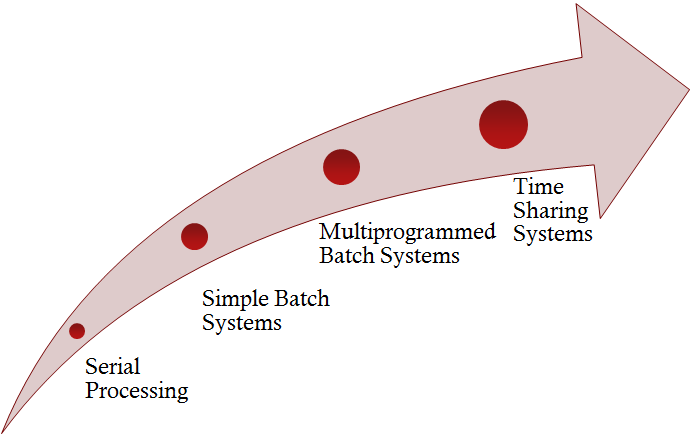 Time
Sharing
Systems
Multiprogrammed
Batch Systems
Simple Batch
Systems
Serial
Processing